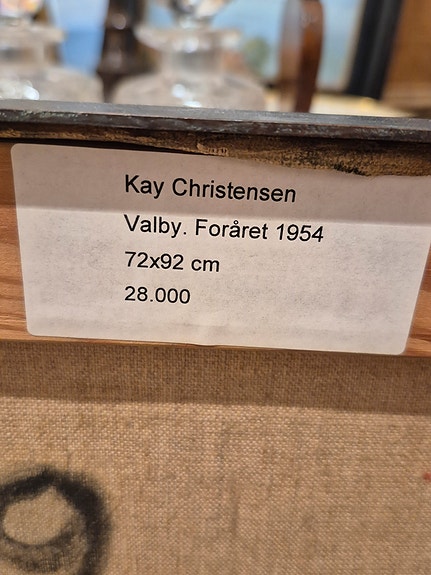 Kay Christensen
Valby. Foråret 1954
72x92 cm
28.000